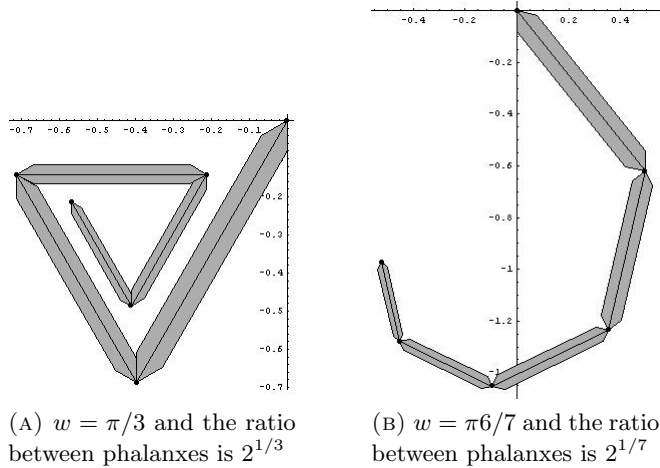 -0.4 0.2 0.4
-0.2
-0.4
-0.6
-0.8
-1
-1.2
-1.
-0.7 -0.6 -0.5 -0.4 -0.3 -0.2 -0.1
-0.2
-0.3
-0.4
-0.5
-0.6
-0.7
(A) w = π/3 and the ratio
between phalanxes is 2^{1/3}
(B) w = π6/7 and the ratio
between phalanxes is 2^{1/7}